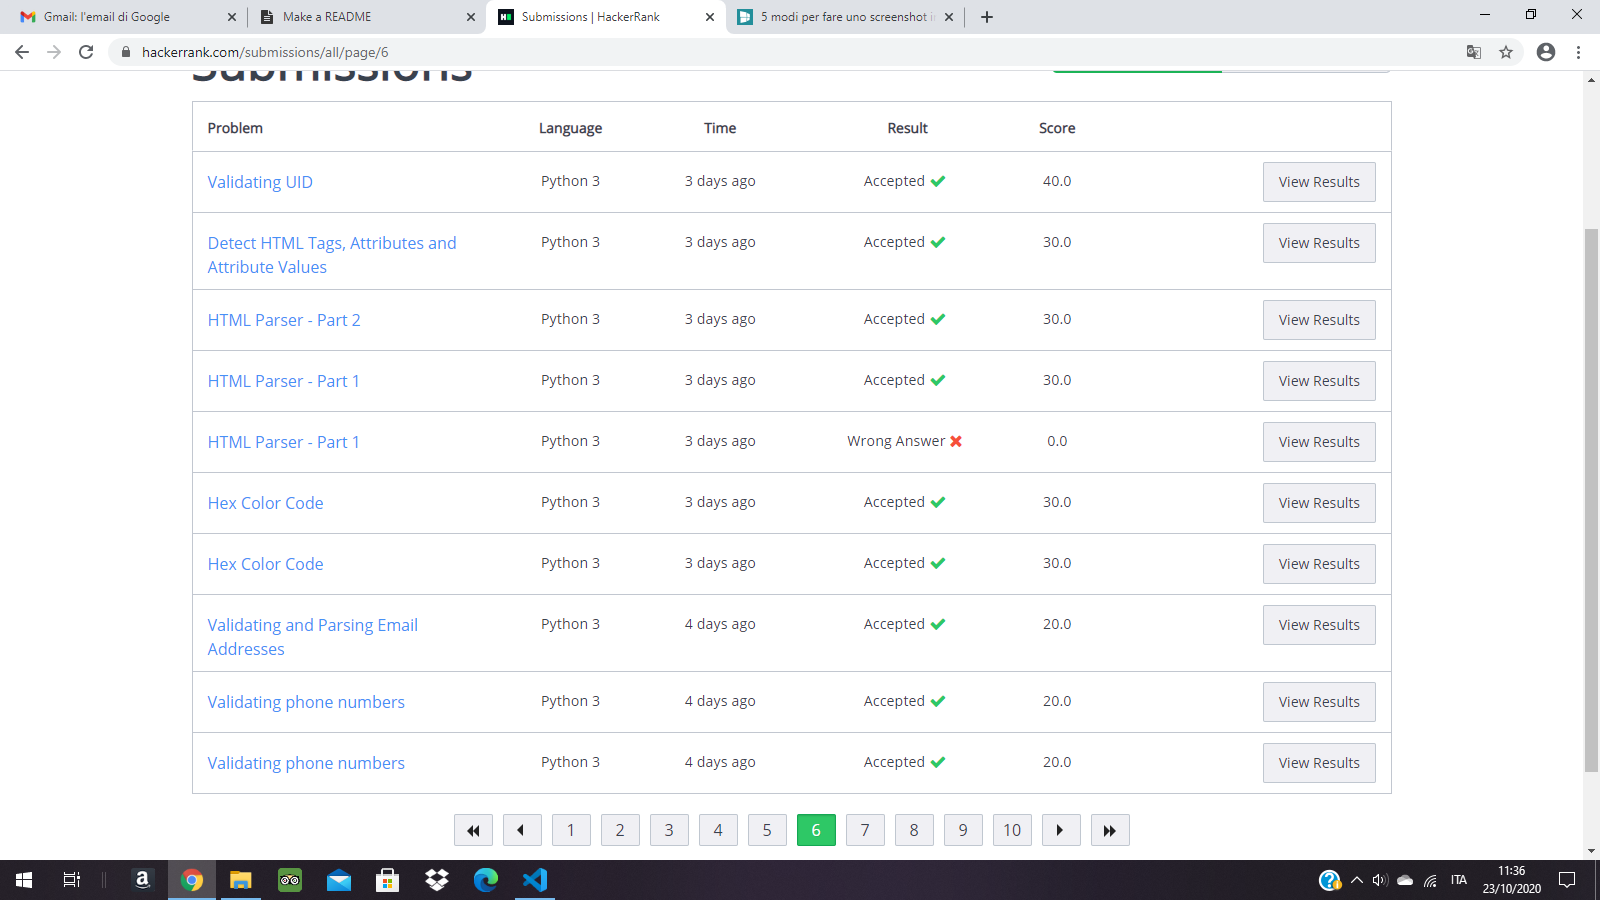 Gmail: l'email di Google
Make a README
Submissions | HackerRank
5 modi per fare uno screenshot i
hackerrank.com/submissions/all/page/6
Submissions
Problem Language Time Result Score
Validating UID Python 3 3 days ago Accepted 40.0 View Results
Detect HTML Tags, Attributes and Python 3 3 days ago Accepted 30.0 View Results
Attribute Values
HTML Parser - Part 2 Python 3 3 days ago Accepted 30.0 View Results
HTML Parser - Part 1 Python 3 3 days ago Accepted 30.0 View Results
HTML Parser - Part 1 Python 3 3 days ago Wrong Answer 0.0 View Results
Hex Color Code Python 3 3 days ago Accepted 30.0 View Results
Hex Color Code Python 3 3 days ago Accepted 30.0 View Results
Validating and Parsing Email Python 3 4 days ago Accepted 20.0 View Results
Addresses
Validating phone numbers Python 3 4 days ago Accepted 20.0 View Results
Validating phone numbers Python 3 4 days ago Accepted 20.0 View Results
1 2 3 4 5 6 7 8 9 10
ITA
11:36
23/10/2020